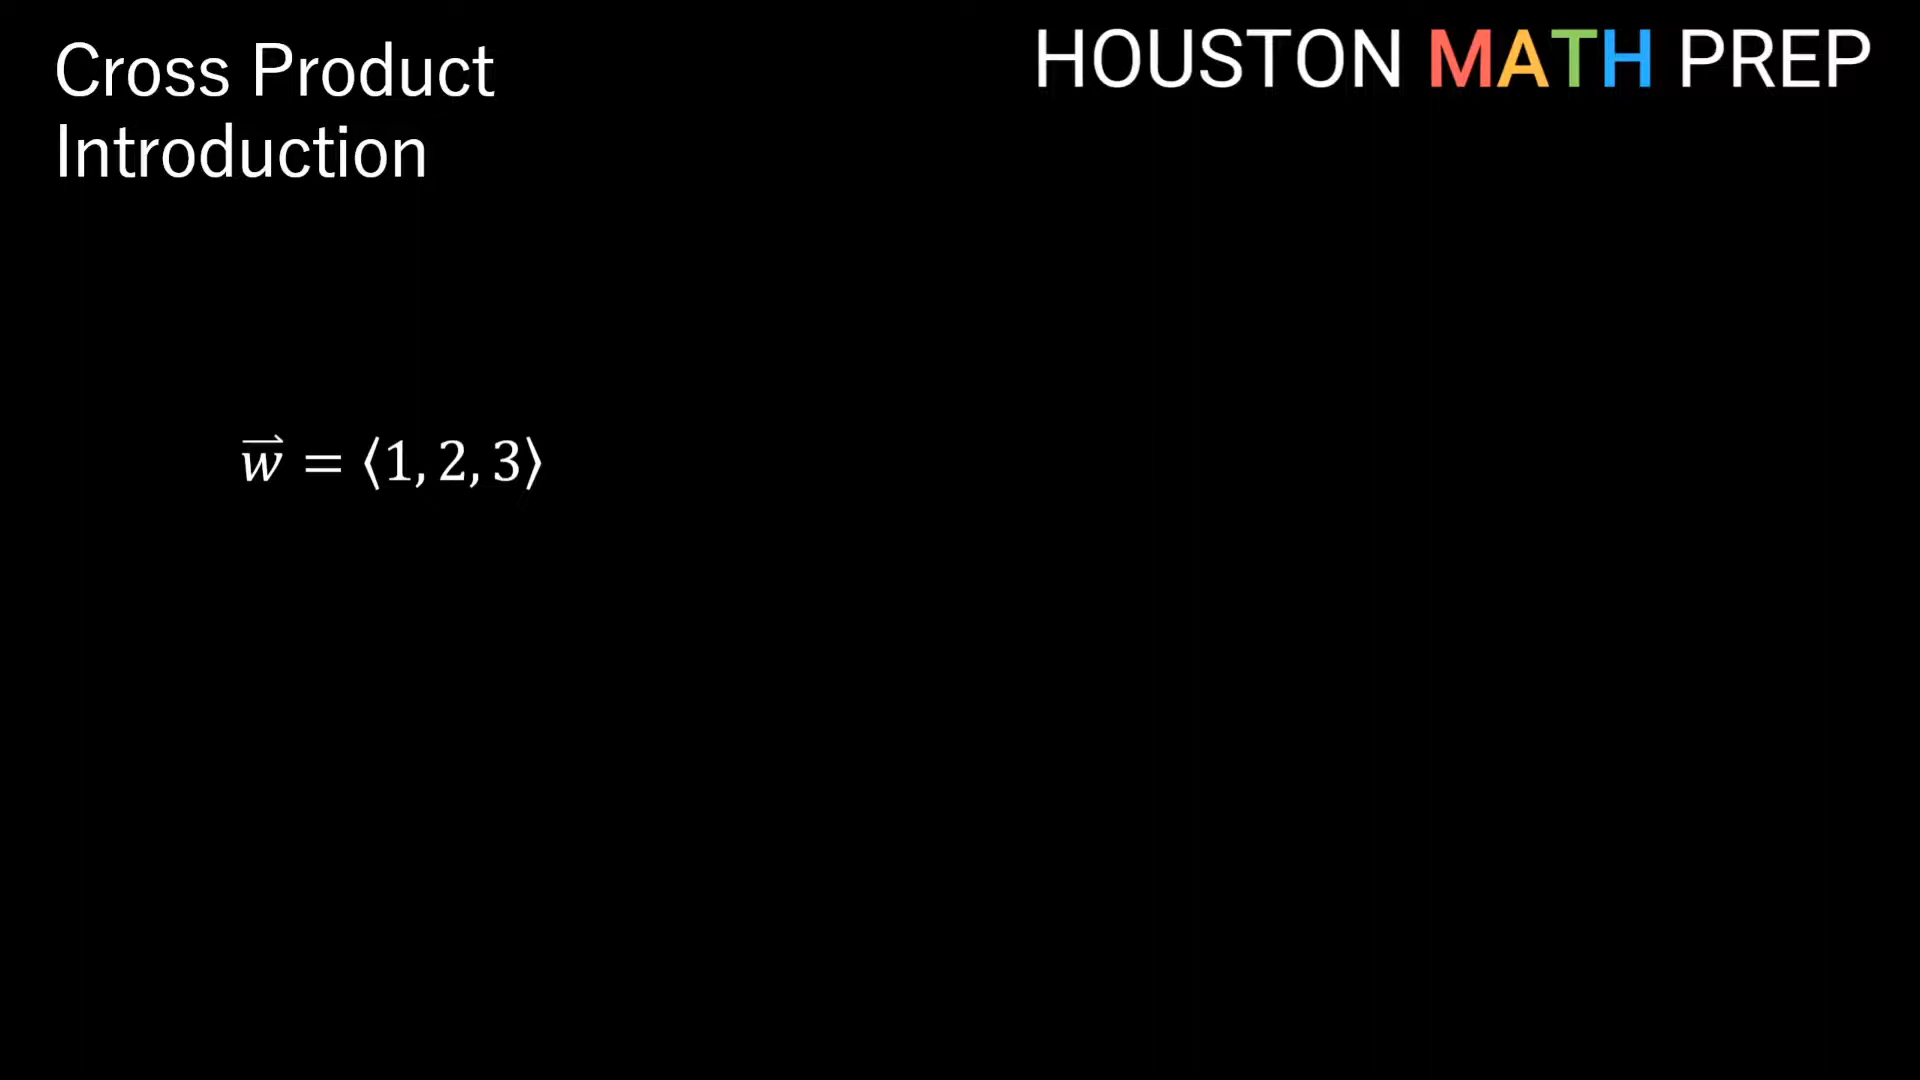 Cross Product
Introduction
HOUSTON MATH PREP
w⃗ = ⟨1, 2, 3⟩